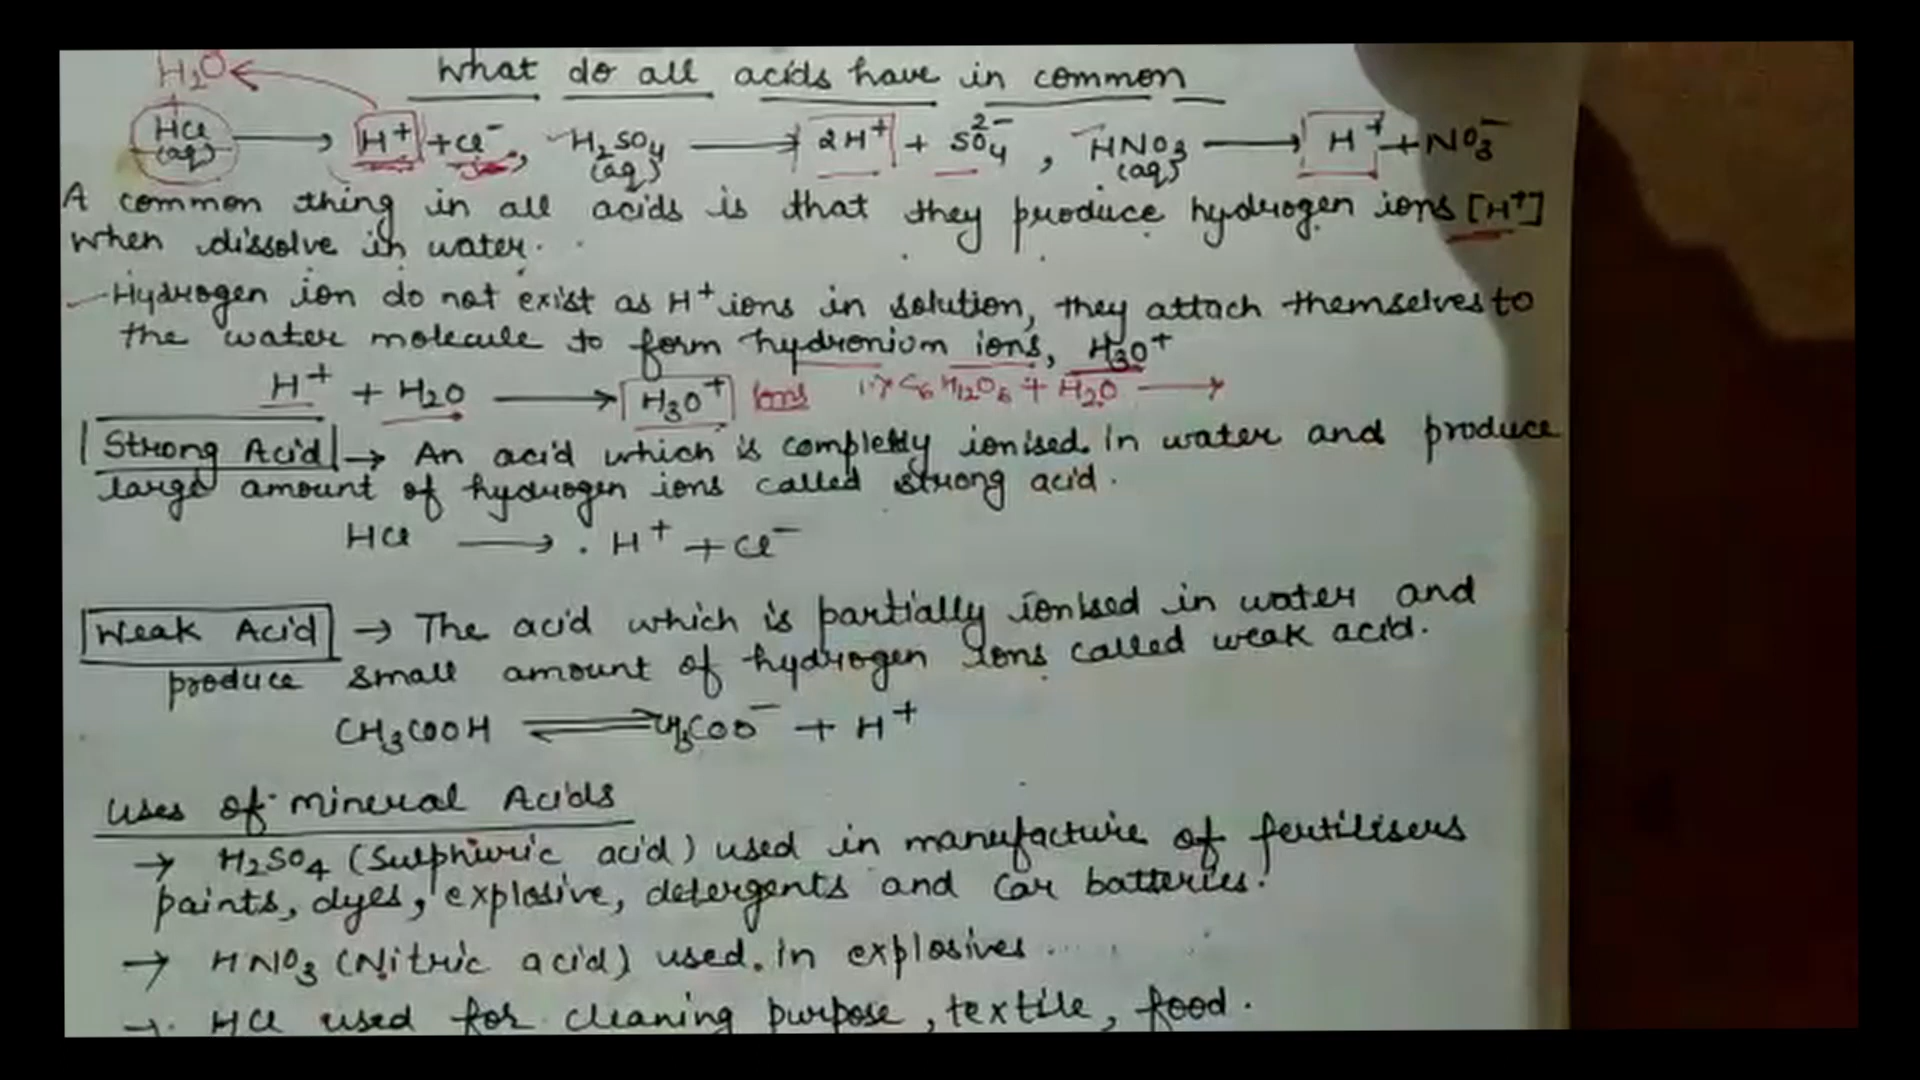 H₂O
What do all acids have in common
+
HCl (aq) → H⁺ + Cl⁻, H₂SO₄ (aq) → 2H⁺ + SO₄²⁻, HNO₃ (aq) → H⁺ + NO₃⁻
A common thing in all acids is that they produce hydrogen ions [H⁺]
when dissolve in water.
Hydrogen ion do not exist as H⁺ ions in solution, they attach themselves to
the water molecule to form hydronium ions, H₃O⁺
H⁺ + H₂O → H₃O⁺ Ions C₆H₁₂O₆ + H₂O →
Strong Acid → An acid which is completly ionised in water and produce
large amount of hydrogen ions called strong acid.
HCl → H⁺ + Cl⁻
Weak Acid → The acid which is partially ionised in water and
produce small amount of hydrogen ions called weak acid.
CH₃COOH ⇌ CH₃COO⁻ + H⁺
Uses of mineral Acids
→ H₂SO₄ (Sulphuric acid) used in manufacture of fertilisers
paints, dyes, explosive, detergents and car batteries.
→ HNO₃ (Nitric acid) used in explosives
→ HCl used for cleaning purpose, textile, food.